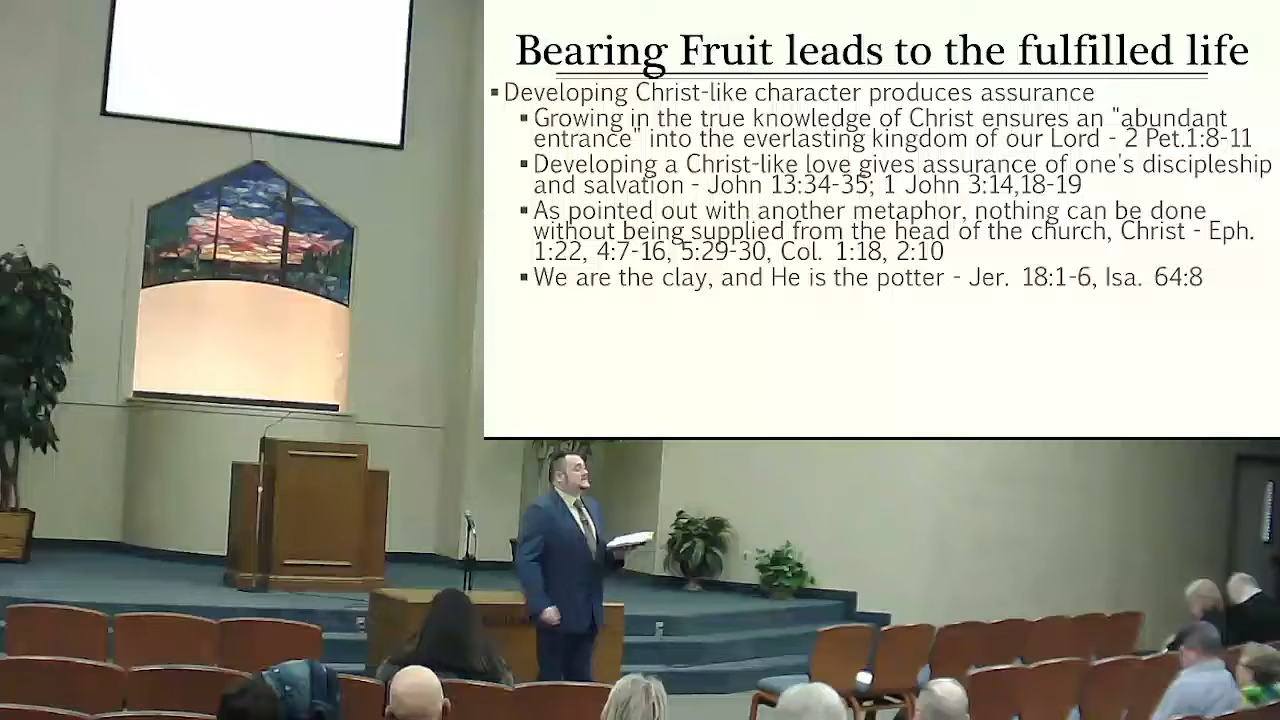 Bearing Fruit leads to the fulfilled life
▪ Developing Christ-like character produces assurance
▪ Growing in the true knowledge of Christ ensures an "abundant
entrance" into the everlasting kingdom of our Lord - 2 Pet.1:8-11
▪ Developing a Christ-like love gives assurance of one's discipleship
and salvation - John 13:34-35; 1 John 3:14,18-19
▪ As pointed out with another metaphor, nothing can be done
without being supplied from the head of the church, Christ - Eph.
1:22, 4:7-16, 5:29-30, Col. 1:18, 2:10
▪ We are the clay, and He is the potter - Jer. 18:1-6, Isa. 64:8